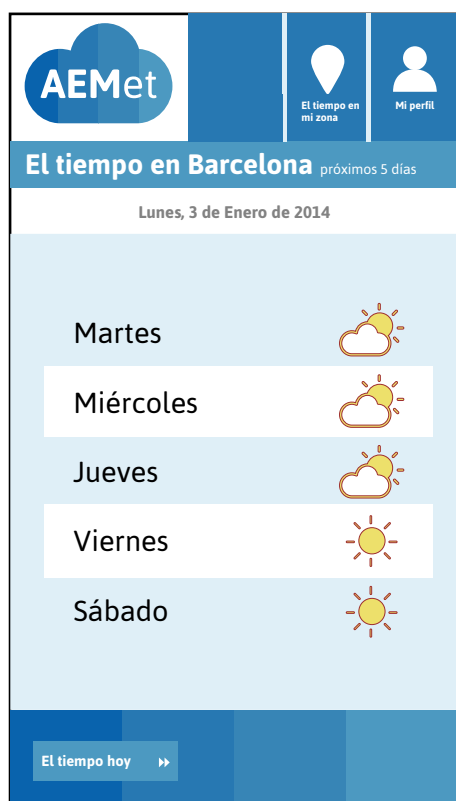 AEMet
El tiempo en
mi zona
Mi perfil
El tiempo en Barcelona próximos 5 días
Lunes, 3 de Enero de 2014
Martes
Miércoles
Jueves
Viernes
Sábado
El tiempo hoy